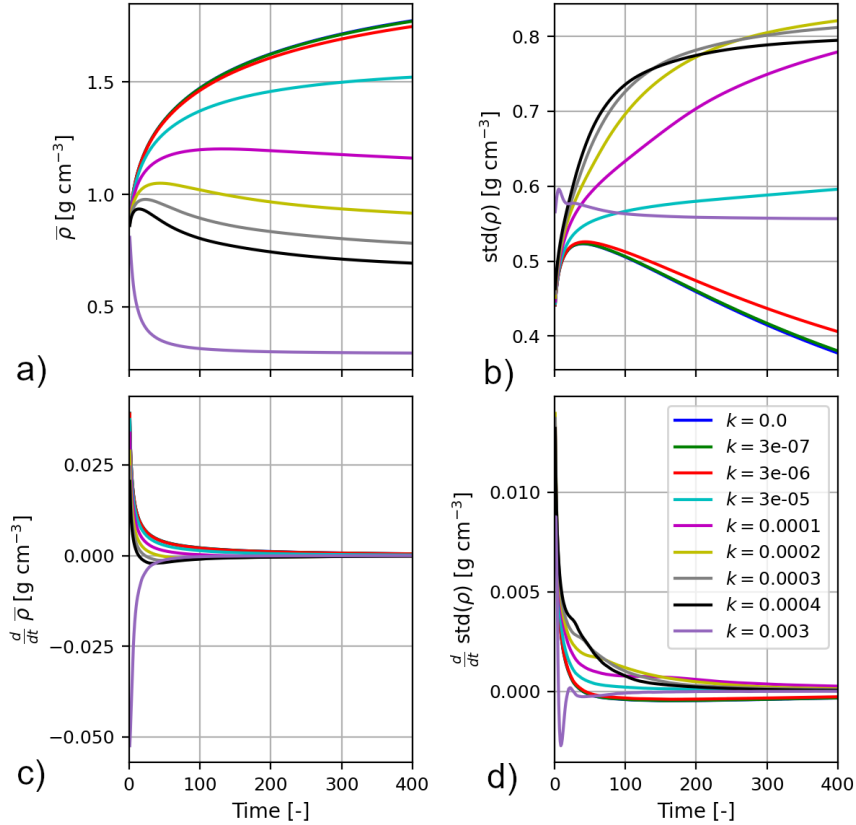 1.5
1.0
0.5
ρ̅ [g cm⁻³]
a)
0.8
0.7
0.6
0.5
0.4
std(ρ) [g cm⁻³]
b)
0.025
0.000
−0.025
−0.050
d/dt ρ̅ [g cm⁻³]
c)
0 100 200 300 400
Time [-]
0.010
0.005
0.000
d/dt std(ρ) [g cm⁻³]
k = 0.0
k = 3e-07
k = 3e-06
k = 3e-05
k = 0.0001
k = 0.0002
k = 0.0003
k = 0.0004
k = 0.003
d)
0 100 200 300 400
Time [-]